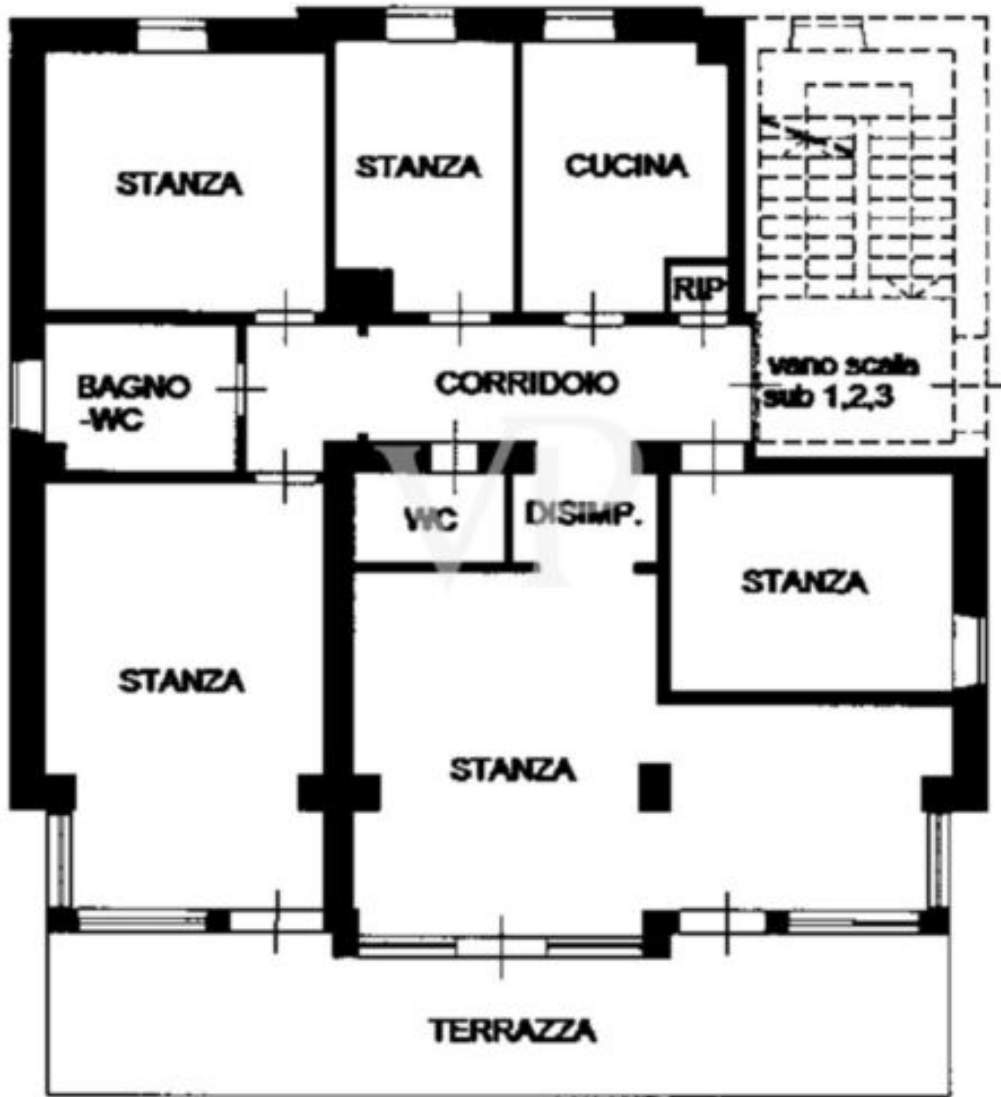 STANZA
STANZA
CUCINA
RIP
BAGNO
-WC
CORRIDOIO
vano scala
sub 1,2,3
WC
DISIMP.
STANZA
STANZA
STANZA
TERRAZZA
VP